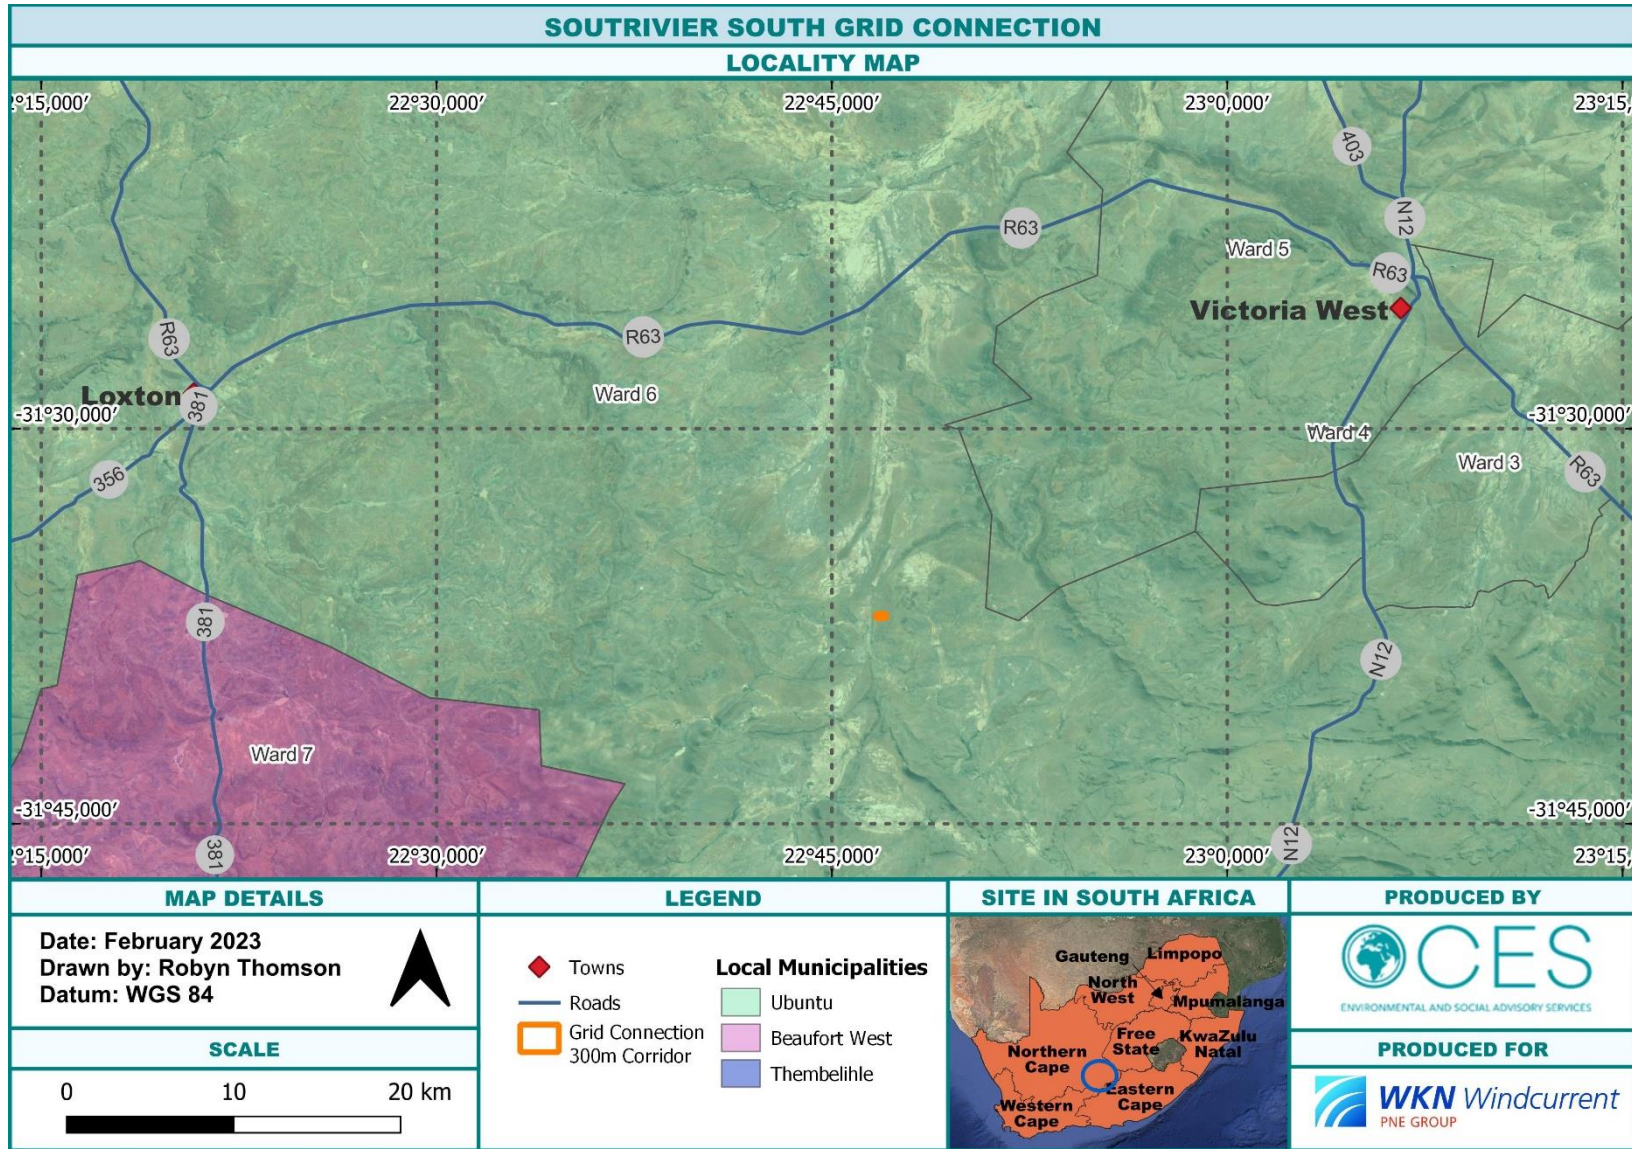 SOUTRIVIER SOUTH GRID CONNECTION
LOCALITY MAP
2°15,000′
22°30,000′
22°45,000′
23°0,000′
23°15,
403
N12
R63
Ward 5
R63
Victoria West
R63
R63
Ward 6
Loxton
381
-31°30,000′
-31°30,000′
Ward 4
Ward 3
R63
356
381
N12
Ward 7
-31°45,000′
-31°45,000′
N12
381
2°15,000′
22°30,000′
22°45,000′
23°0,000′
23°15,
MAP DETAILS
Date: February 2023
Drawn by: Robyn Thomson
Datum: WGS 84
SCALE
0 10 20 km
LEGEND
Towns
Roads
Grid Connection
300m Corridor
Local Municipalities
Ubuntu
Beaufort West
Thembelihle
SITE IN SOUTH AFRICA
Limpopo
Gauteng
North
West
Mpumalanga
Free
State
KwaZulu
Natal
Northern
Cape
Eastern
Cape
Western
Cape
PRODUCED BY
CES
ENVIRONMENTAL AND SOCIAL ADVISORY SERVICES
PRODUCED FOR
WKN Windcurrent
PNE GROUP